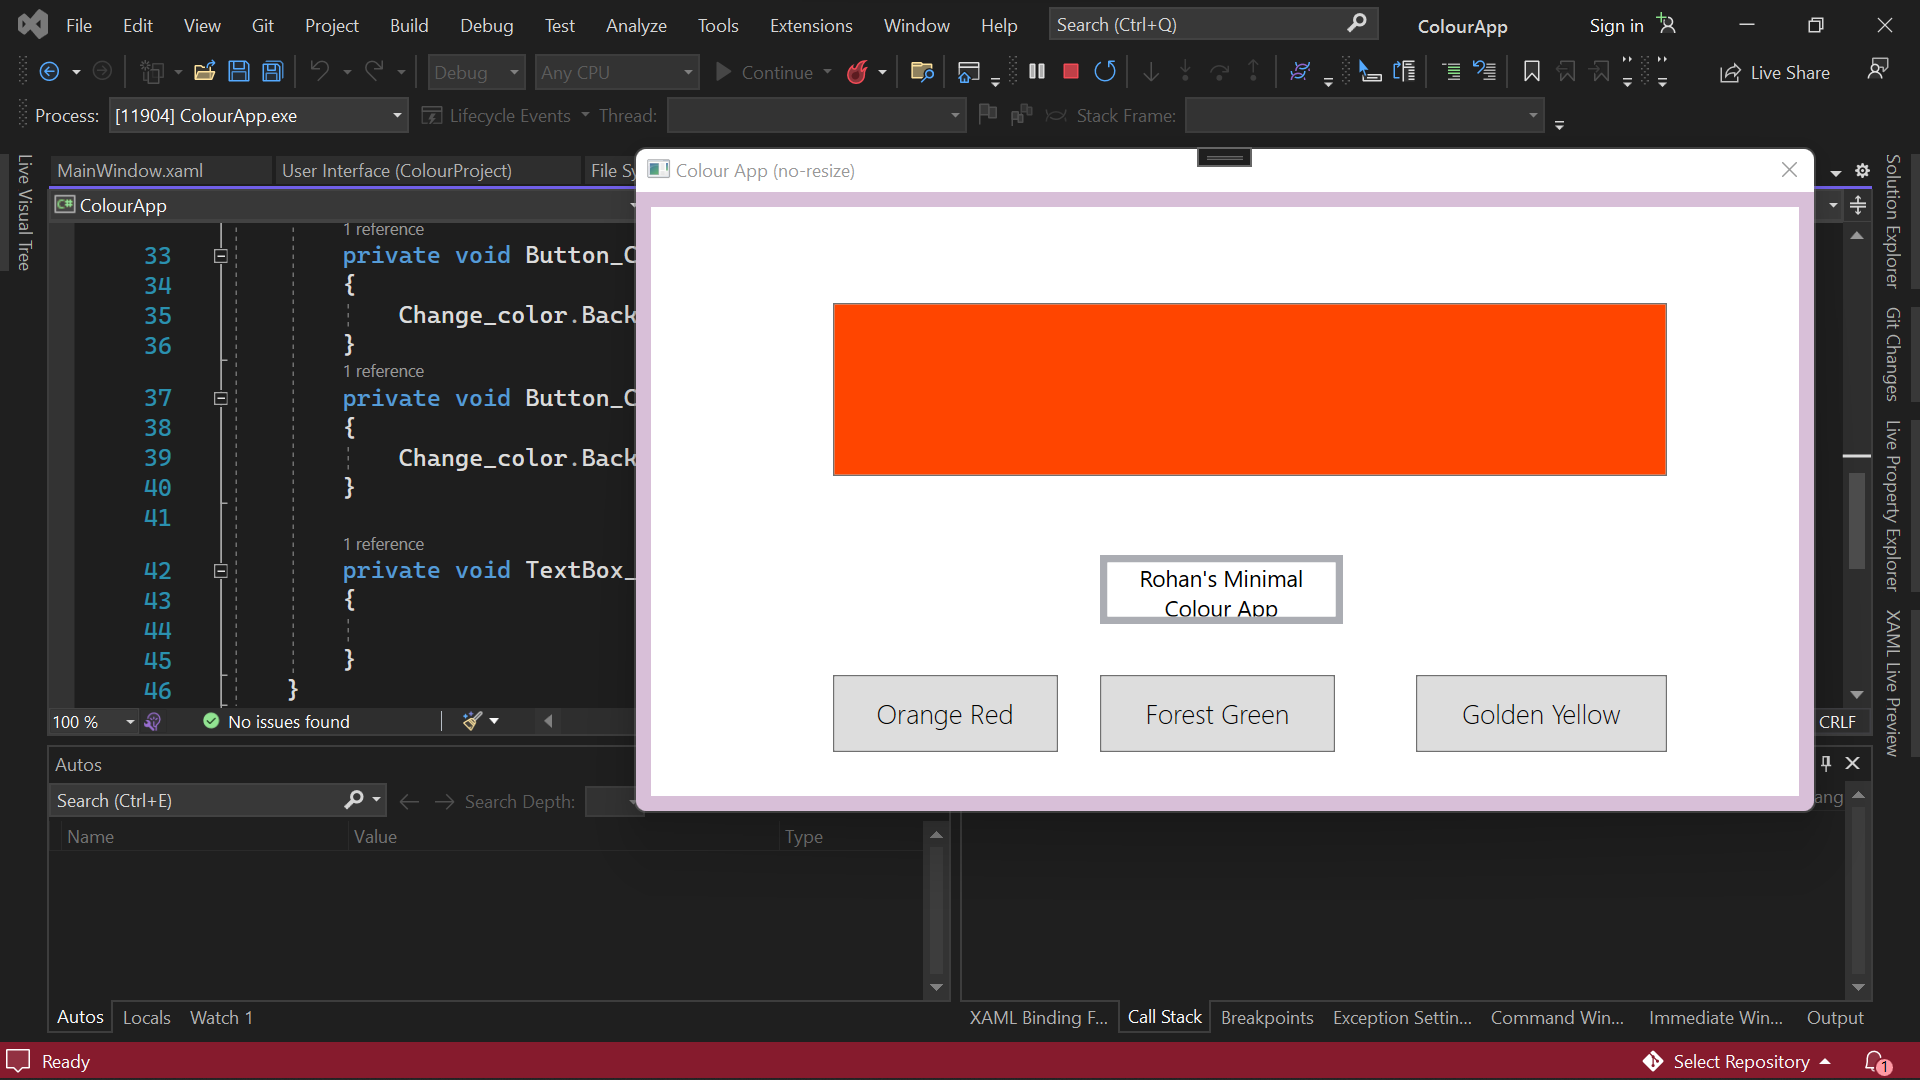 File Edit View Git Project Build Debug Test Analyze Tools Extensions Window Help Search (Ctrl+Q) ColourApp Sign in
Debug Any CPU Continue Live Share
Process: [11904] ColourApp.exe Lifecycle Events Thread: Stack Frame:
MainWindow.xaml User Interface (ColourProject) File Sy
C# ColourApp
1 reference
33 private void Button_C
34 {
35 Change_color.Back
36 }
1 reference
37 private void Button_C
38 {
39 Change_color.Back
40 }
41
1 reference
42 private void TextBox_
43 {
44
45 }
46 }
100 % No issues found CRLF
Live Visual Tree
Colour App (no-resize)
Rohan's Minimal
Colour App
Orange Red Forest Green Golden Yellow
Solution Explorer
Git Changes
Live Property Explorer
XAML Live Preview
Autos
Search (Ctrl+E) Search Depth: ang
Name Value Type
Autos Locals Watch 1 XAML Binding F... Call Stack Breakpoints Exception Settin... Command Win... Immediate Win... Output
Ready Select Repository 1